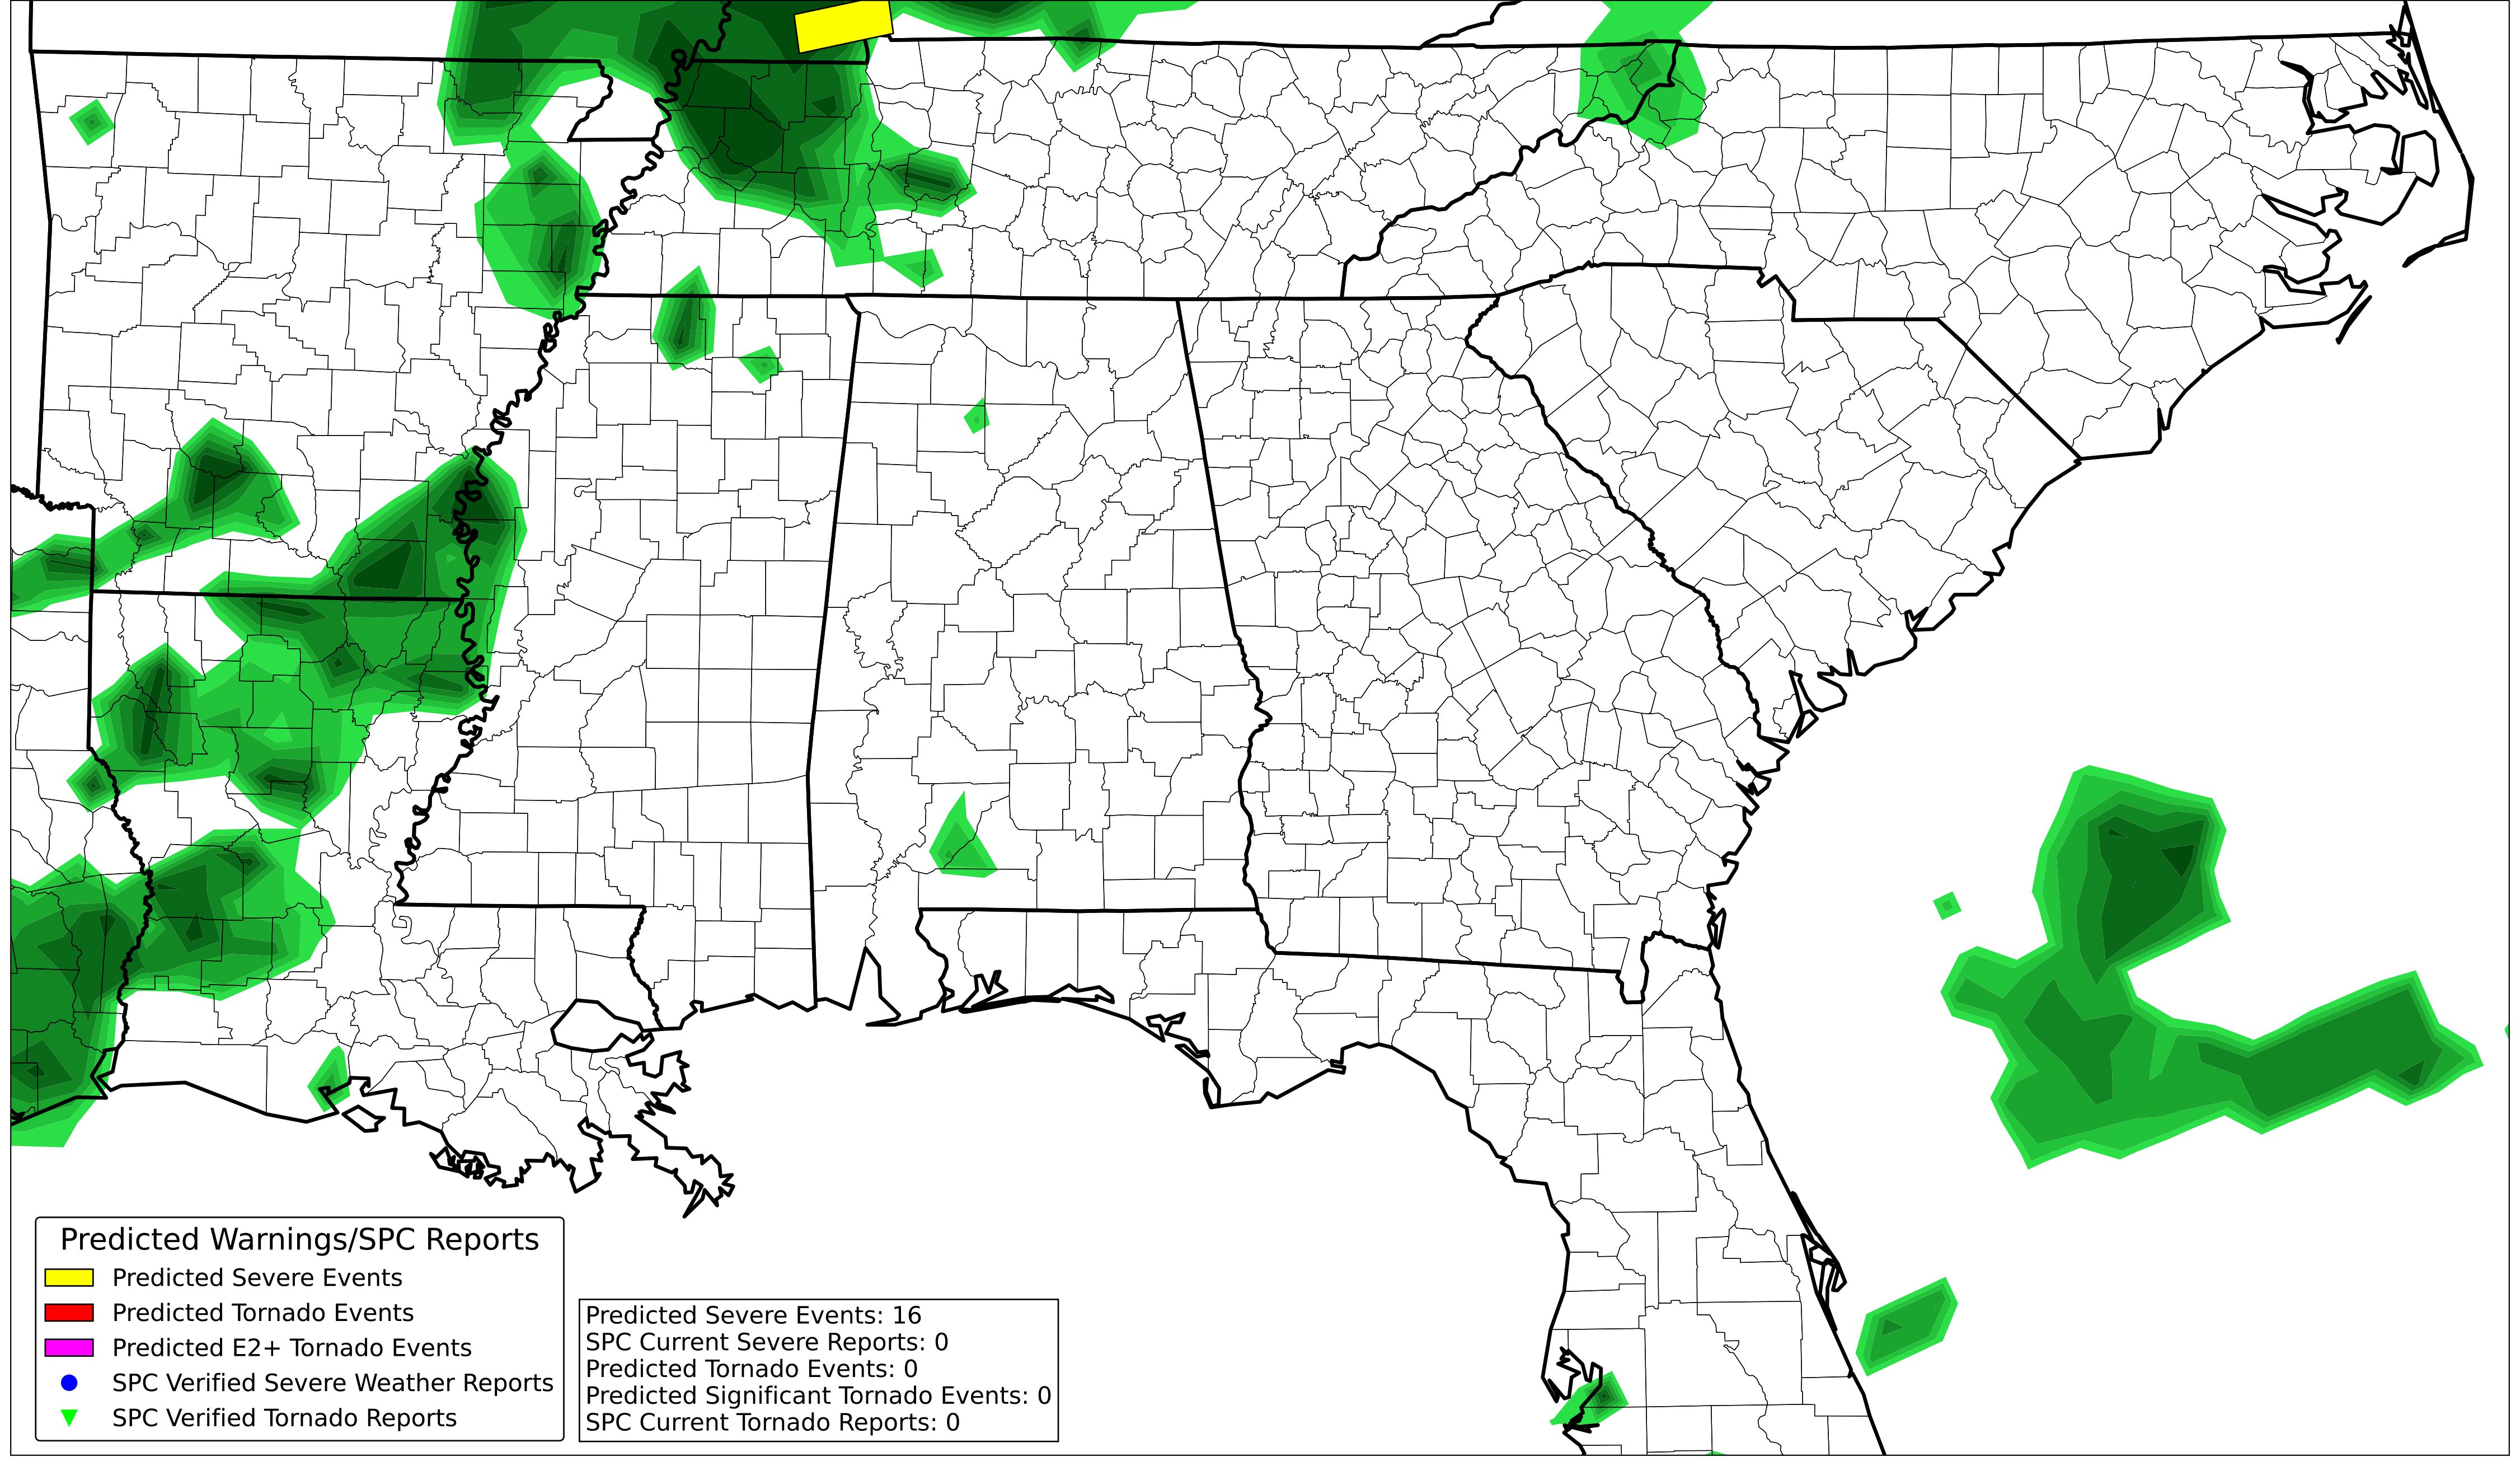 Predicted Warnings/SPC Reports
Predicted Severe Events
Predicted Tornado Events
Predicted E2+ Tornado Events
SPC Verified Severe Weather Reports
SPC Verified Tornado Reports
Predicted Severe Events: 16
SPC Current Severe Reports: 0
Predicted Tornado Events: 0
Predicted Significant Tornado Events: 0
SPC Current Tornado Reports: 0